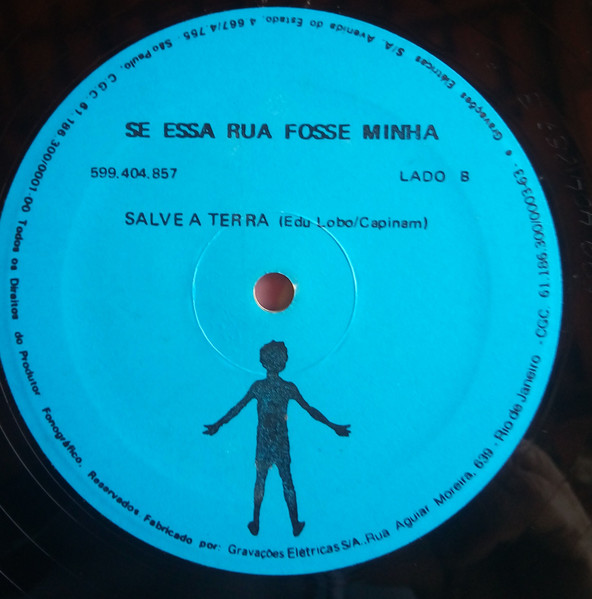 SE ESSA RUA FOSSE MINHA
599.404.857
LADO B
SALVE A TERRA (Edu Lobo/Capinam)
e Gravações Elétricas S/A. Avenida do Estado, 4.667/4.755 - São Paulo. C.G.C. 61.186.300/0001-00 Todos os Direitos do Produtor Fonográfico. Reservados Fabricado por: Gravações Elétricas S/A..Rua Aguiar Moreira, 639 - Rio de Janeiro - CGC. 61.186.300/0003-63.